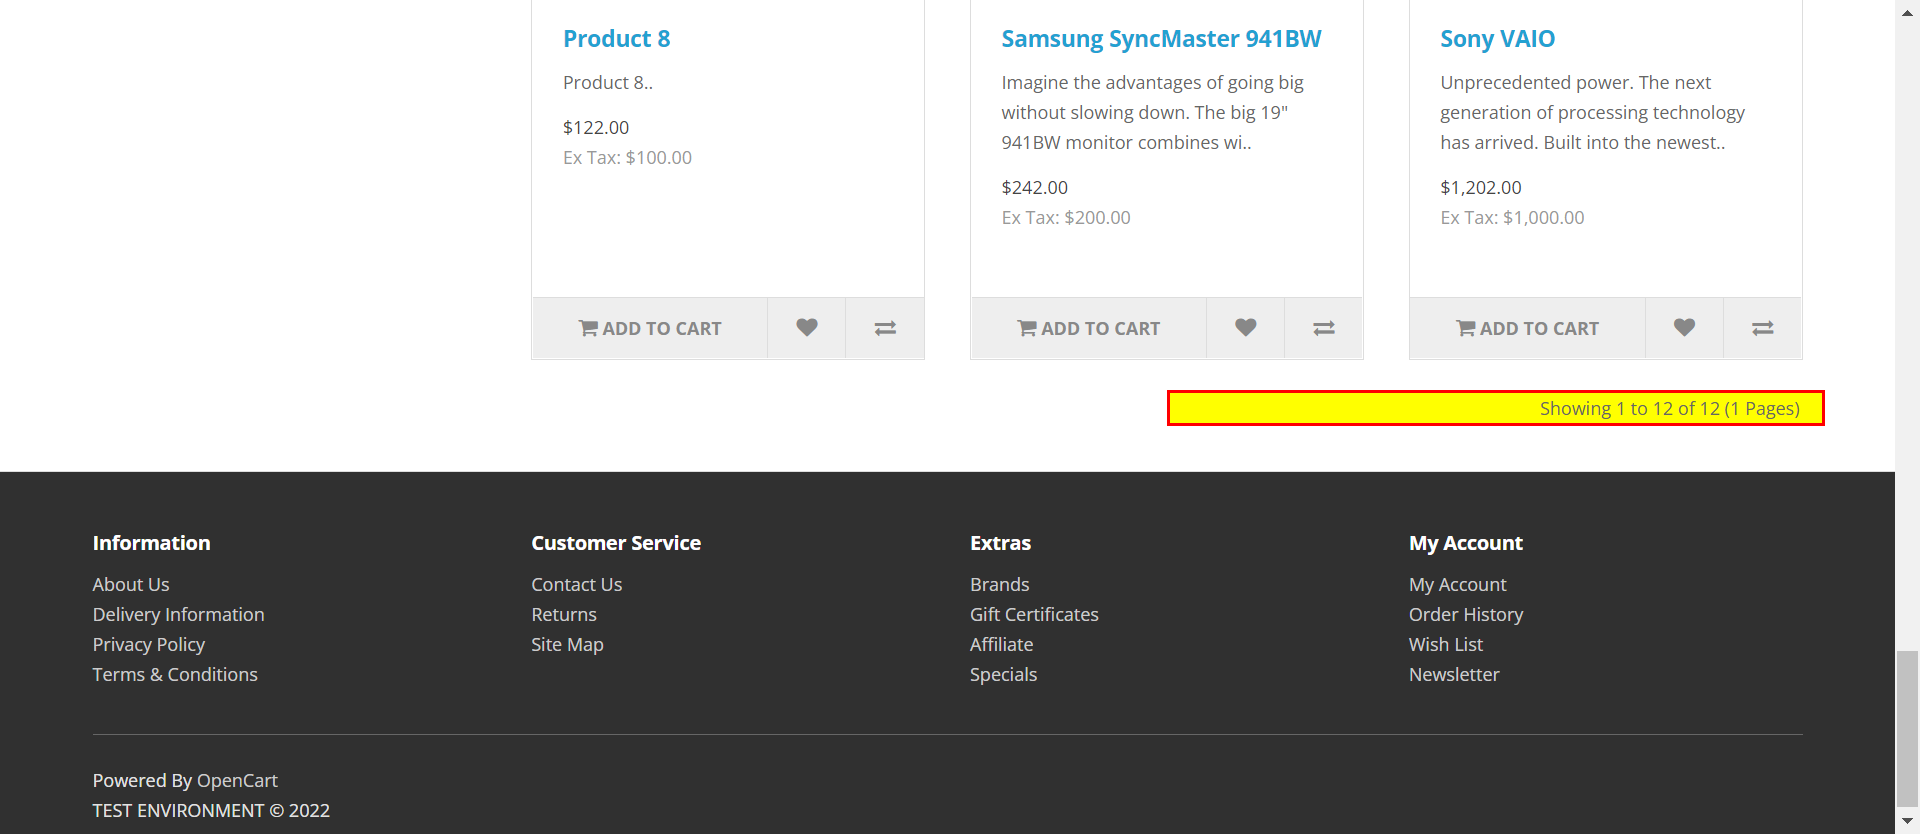 Product 8
Product 8..
$122.00
Ex Tax: $100.00
ADD TO CART
Samsung SyncMaster 941BW
Imagine the advantages of going big
without slowing down. The big 19"
941BW monitor combines wi..
$242.00
Ex Tax: $200.00
ADD TO CART
Sony VAIO
Unprecedented power. The next
generation of processing technology
has arrived. Built into the newest..
$1,202.00
Ex Tax: $1,000.00
ADD TO CART
Showing 1 to 12 of 12 (1 Pages)
Information
About Us
Delivery Information
Privacy Policy
Terms & Conditions
Customer Service
Contact Us
Returns
Site Map
Extras
Brands
Gift Certificates
Affiliate
Specials
My Account
My Account
Order History
Wish List
Newsletter
Powered By OpenCart
TEST ENVIRONMENT © 2022